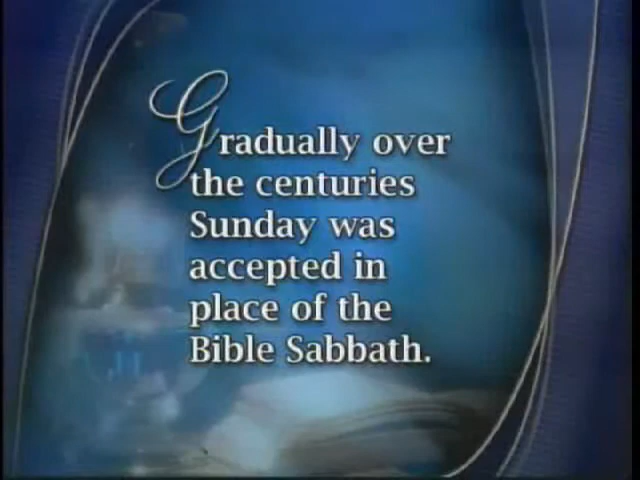 Gradually over
the centuries
Sunday was
accepted in
place of the
Bible Sabbath.